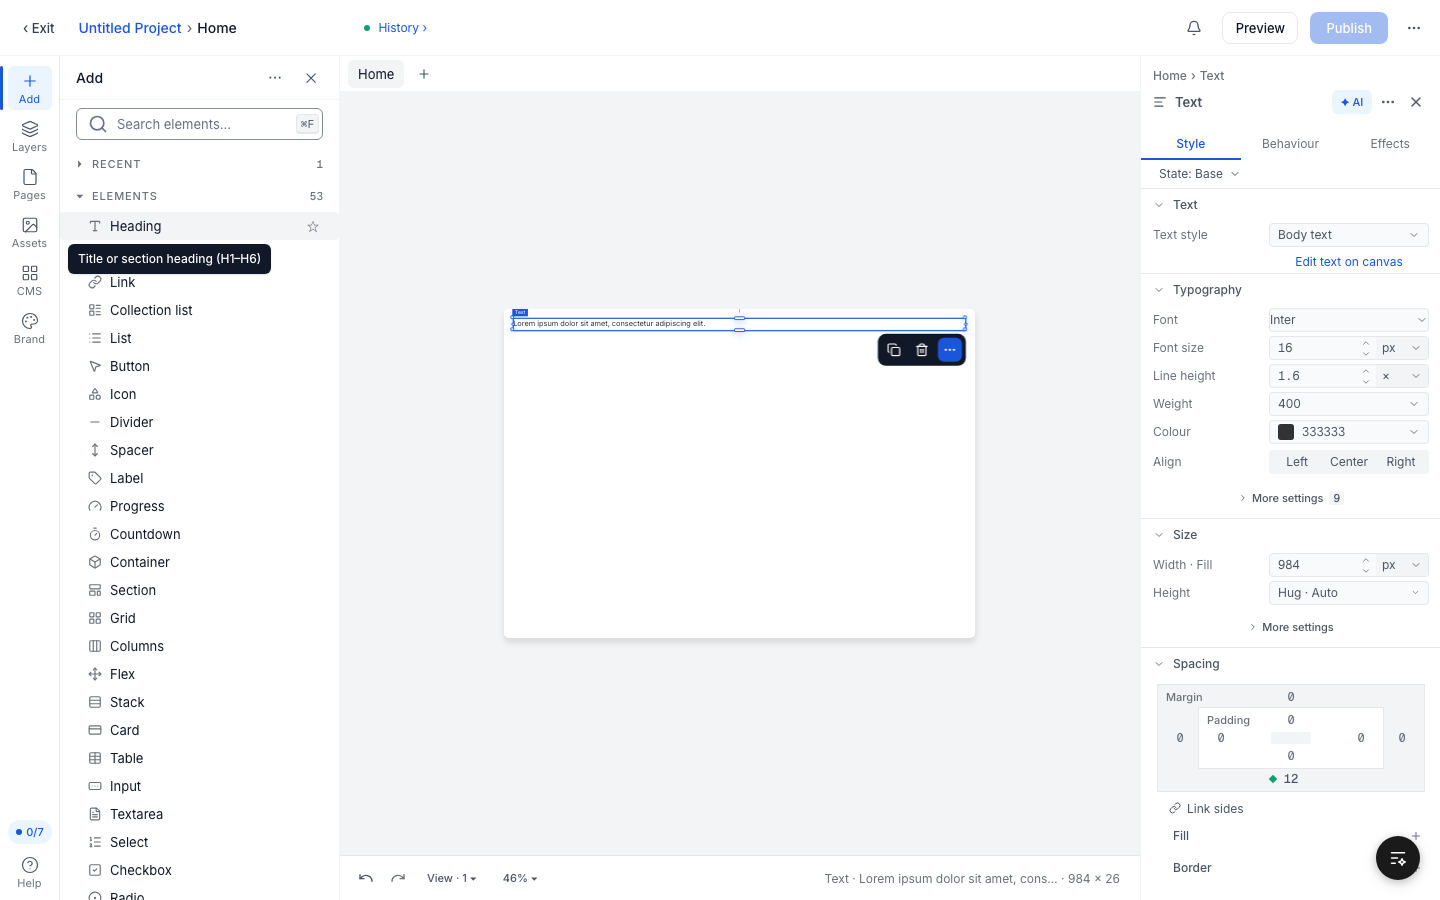 ‹ Exit
Untitled Project › Home
History ›
Preview
Publish
Add
Layers
Pages
Assets
CMS
Brand
0/7
Help
Add
Search elements...
⌘F
RECENT 1
ELEMENTS 53
Heading
Title or section heading (H1–H6)
Link
Collection list
List
Button
Icon
Divider
Spacer
Label
Progress
Countdown
Container
Section
Grid
Columns
Flex
Stack
Card
Table
Input
Textarea
Select
Checkbox
Radio
Home
Text
Lorem ipsum dolor sit amet, consectetur adipiscing elit.
View · 1
46%
Text · Lorem ipsum dolor sit amet, cons... · 984 × 26
Home › Text
Text
AI
Style
Behaviour
Effects
State: Base
Text
Text style Body text
Edit text on canvas
Typography
Font Inter
Font size 16 px
Line height 1.6 ×
Weight 400
Colour 333333
Align Left Center Right
More settings 9
Size
Width · Fill 984 px
Height Hug · Auto
More settings
Spacing
Margin 0
Padding 0
0 0 0 0
0
12
Link sides
Fill
Border